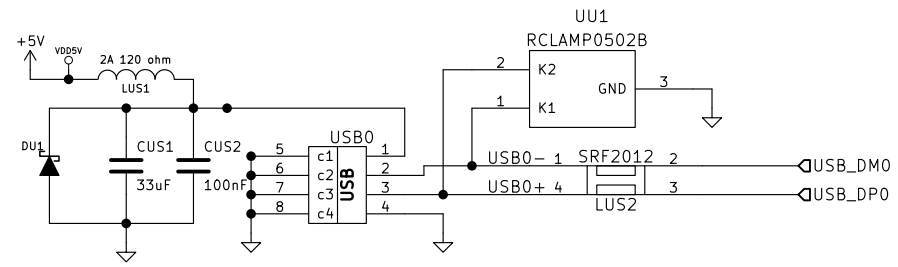 UU1
RCLAMP0502B
+5V
VDD5V
2A 120 ohm
LUS1
2
K2
1
K1
GND
3
DU1
CUS1
33uF
CUS2
100nF
USB0
5
c1
1
6
c2
2
7
c3
3
8
c4
4
USB
USB0- 1
SRF2012
2
USB_DM0
USB0+ 4
LUS2
3
USB_DP0